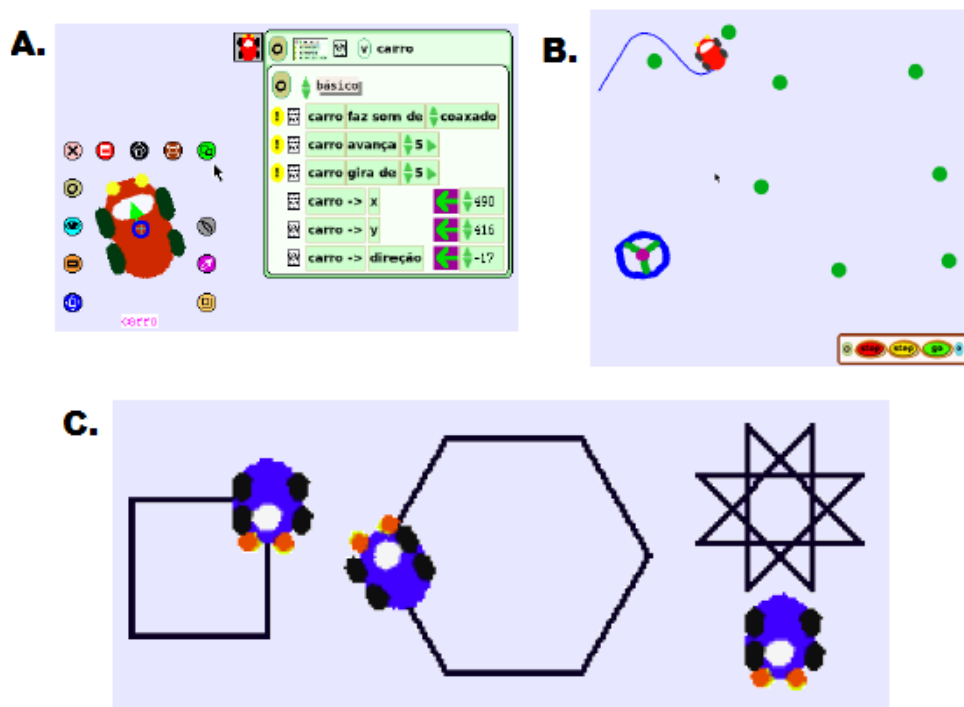 A.
carro
básico
carro faz som de coaxado
carro avança 5
carro gira de 5
carro -> x 490
carro -> y 416
carro -> direção -17
carro
B.
stop step go
C.